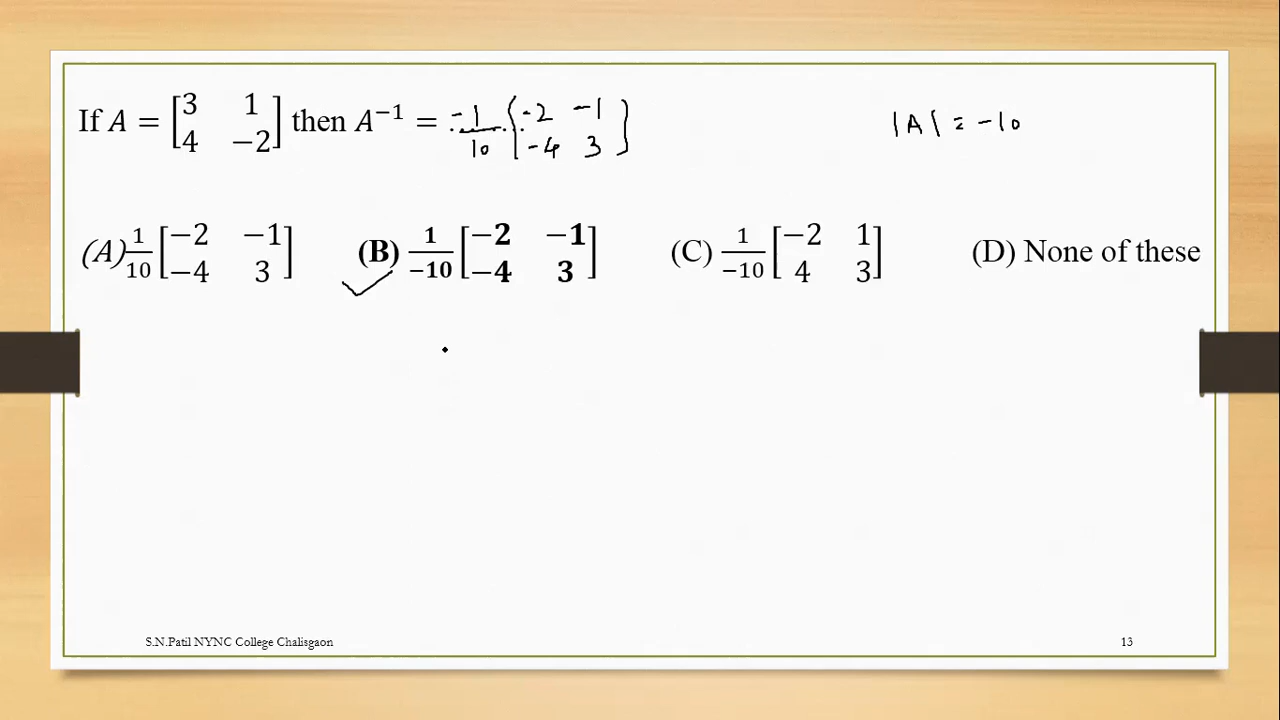 If A = [3 1; 4 −2] then A⁻¹ = -1/10 [-2 -1; -4 3] |A| = -10
(A) 1/10 [−2 −1; −4 3] (B) 1/−10 [−2 −1; −4 3] (C) 1/−10 [−2 1; 4 3] (D) None of these
S.N.Patil NYNC College Chalisgaon 13